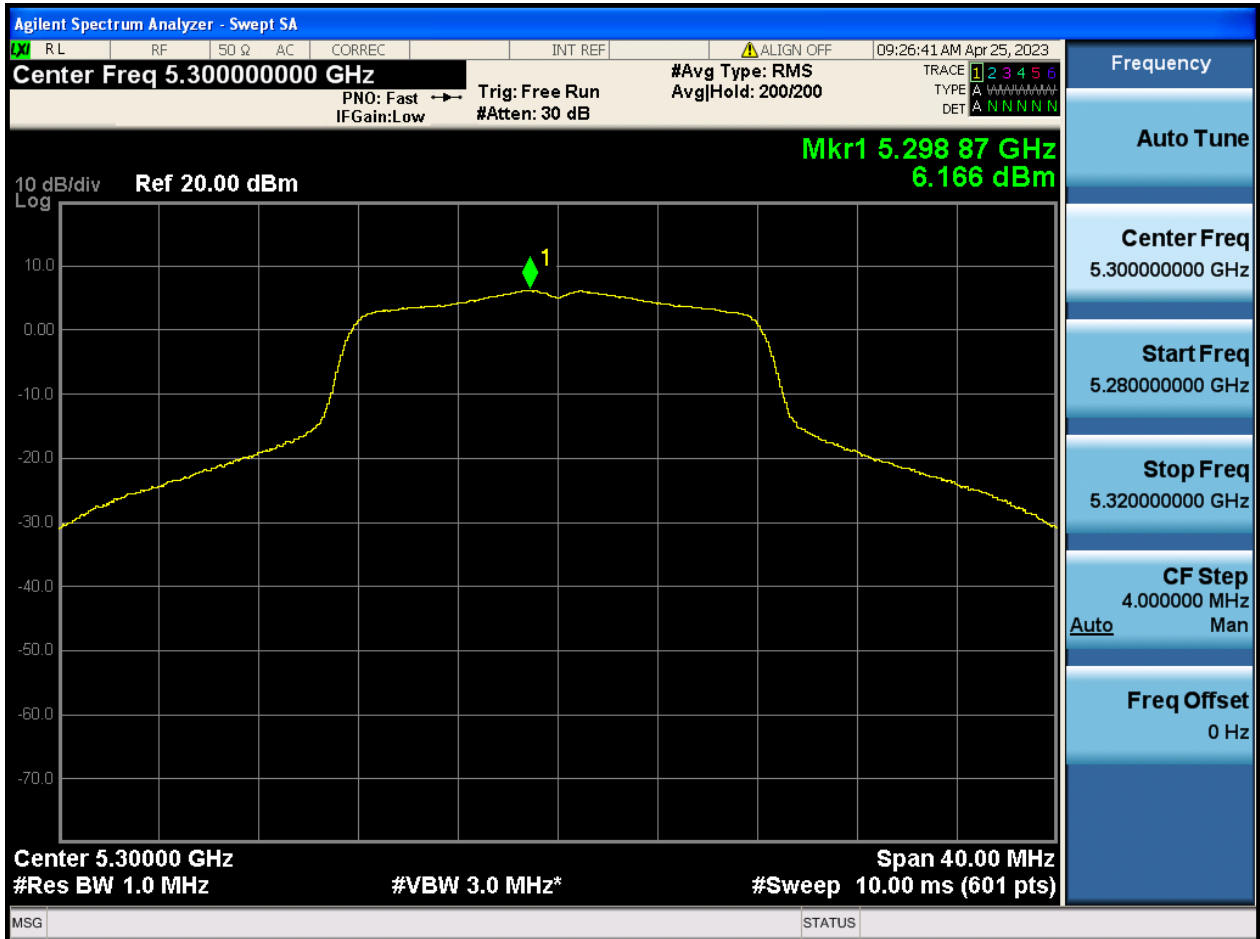 Agilent Spectrum Analyzer - Swept SA
LXI RL RF 50 Ω AC CORREC INT REF ALIGN OFF 09:26:41 AM Apr 25, 2023
Center Freq 5.300000000 GHz
PNO: Fast
IFGain:Low
Trig: Free Run
#Atten: 30 dB
#Avg Type: RMS
Avg|Hold: 200/200
TRACE 1 2 3 4 5 6
TYPE A WWWWW
DET A N N N N N
Mkr1 5.298 87 GHz
6.166 dBm
10 dB/div Ref 20.00 dBm
Log
1
10.0
0.00
-10.0
-20.0
-30.0
-40.0
-50.0
-60.0
-70.0
Center 5.30000 GHz Span 40.00 MHz
#Res BW 1.0 MHz #VBW 3.0 MHz* #Sweep 10.00 ms (601 pts)
MSG STATUS
Frequency
Auto Tune
Center Freq
5.300000000 GHz
Start Freq
5.280000000 GHz
Stop Freq
5.320000000 GHz
CF Step
4.000000 MHz
Auto Man
Freq Offset
0 Hz